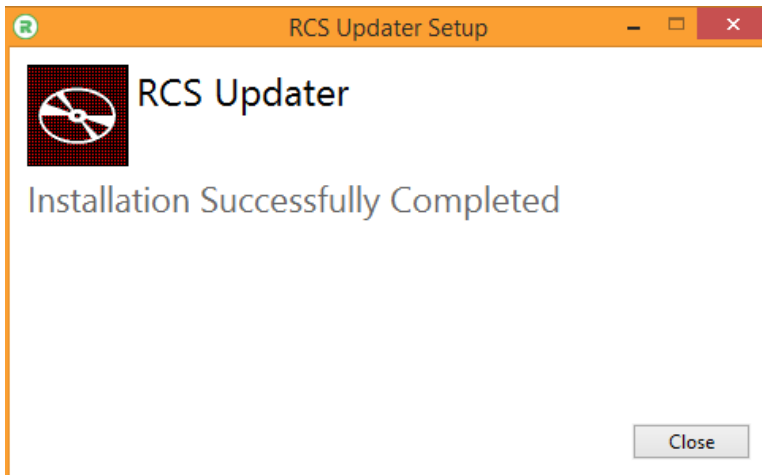 RCS Updater Setup
RCS Updater
Installation Successfully Completed
Close